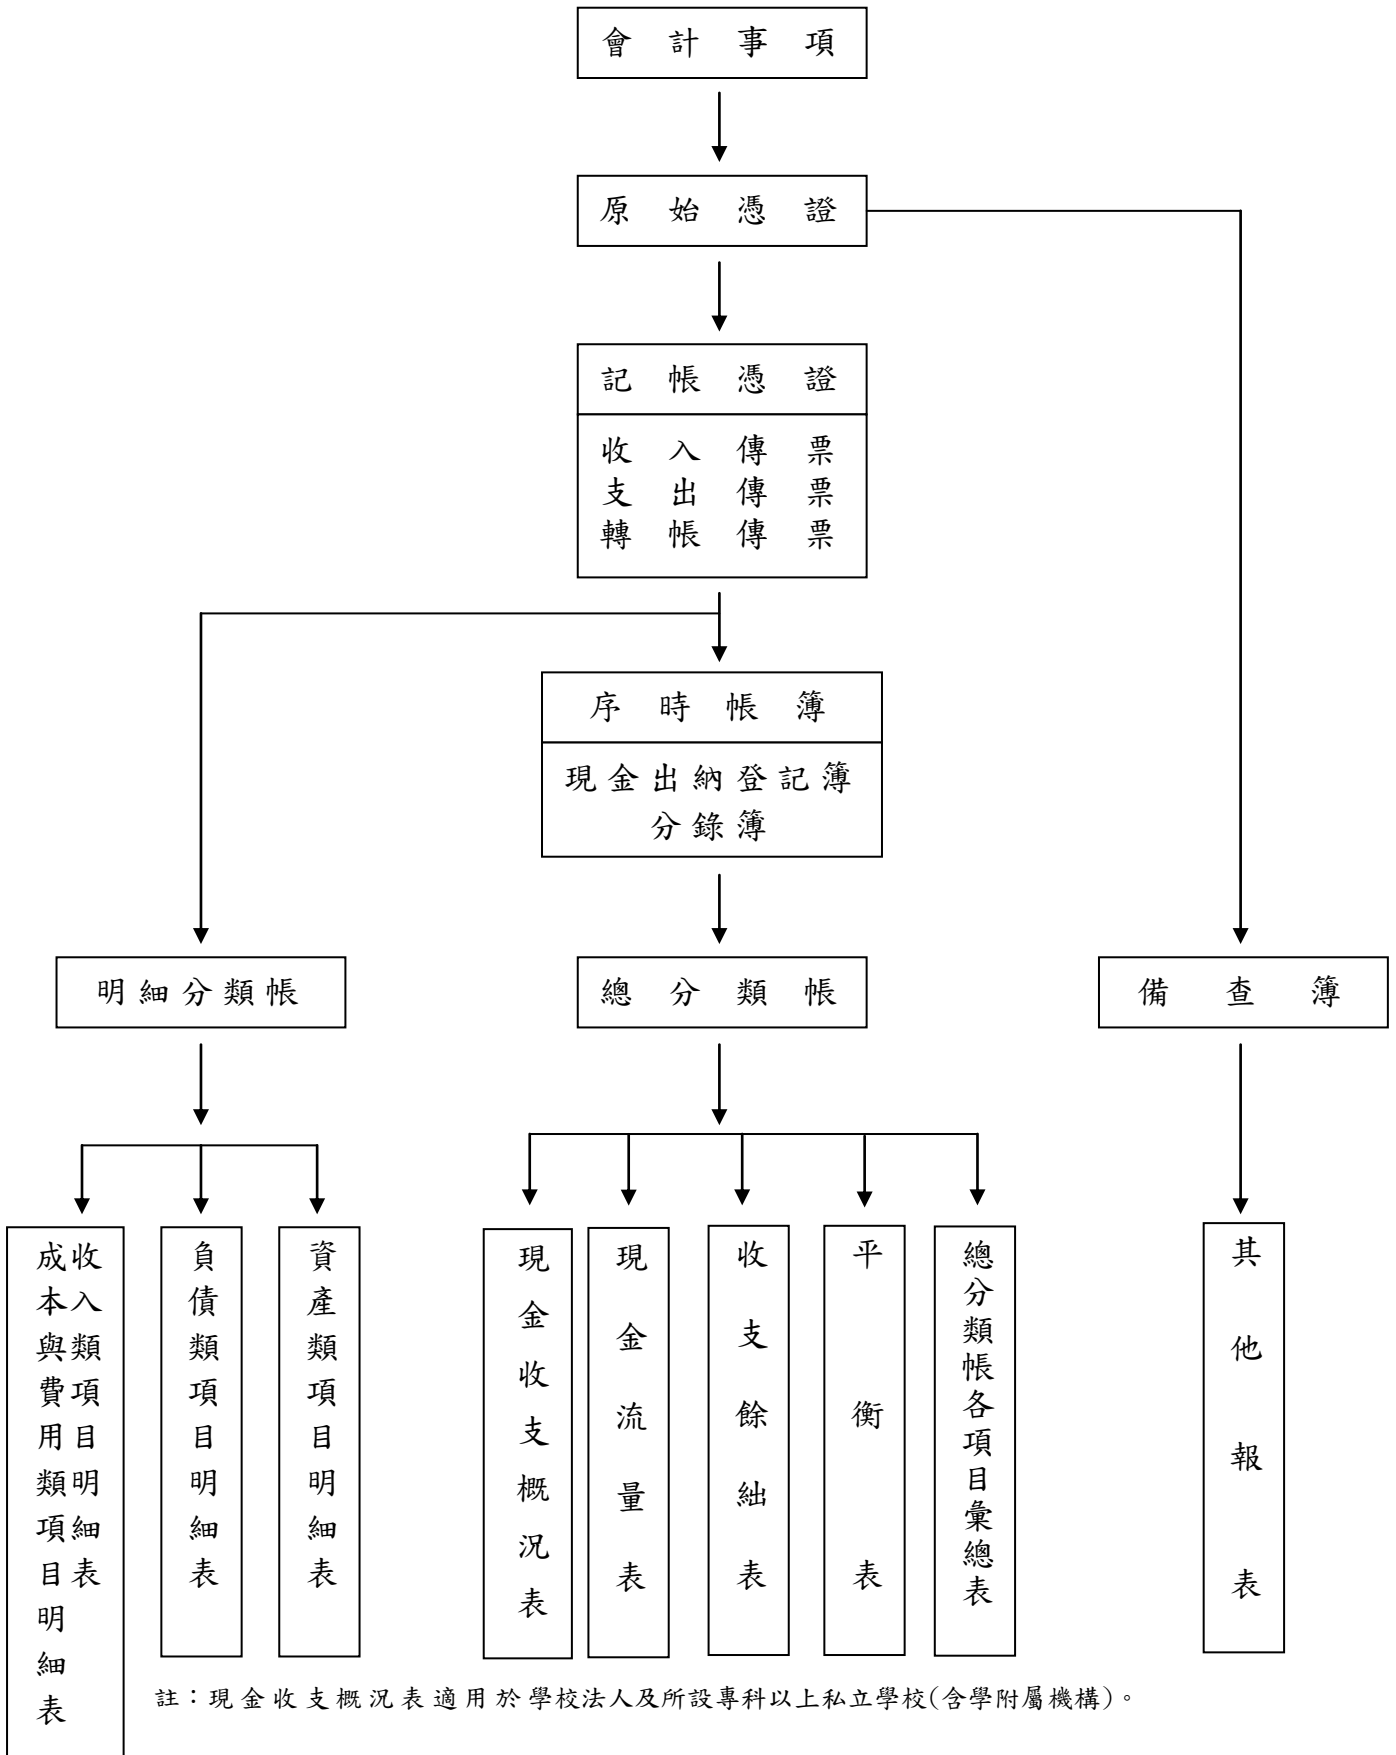 會計事項
原始憑證
記帳憑證
收入傳票
支出傳票
轉帳傳票
序時帳簿
現金出納登記簿
分錄簿
明細分類帳
總分類帳
備查簿
收入類項目明細表
成本與費用類項目明細表
負債類項目明細表
資產類項目明細表
現金收支概況表
現金流量表
收支餘絀表
平衡表
總分類帳各項目彙總表
其他報表
註：現金收支概況表適用於學校法人及所設專科以上私立學校(含學附屬機構)。